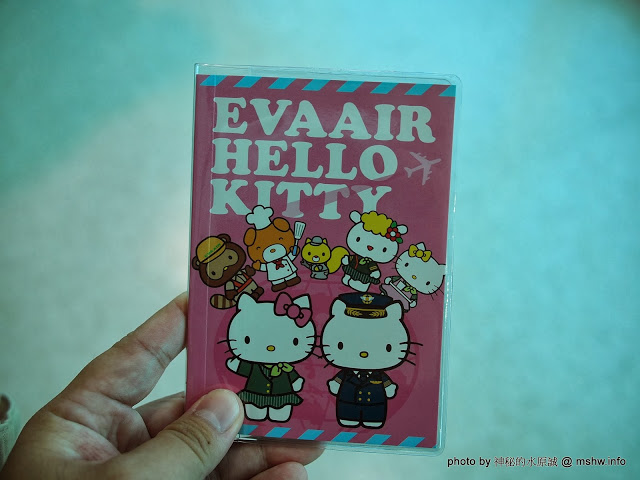 EVAAIR
HELLO
KITTY
photo by 神秘的水原誠 @ mshw.info